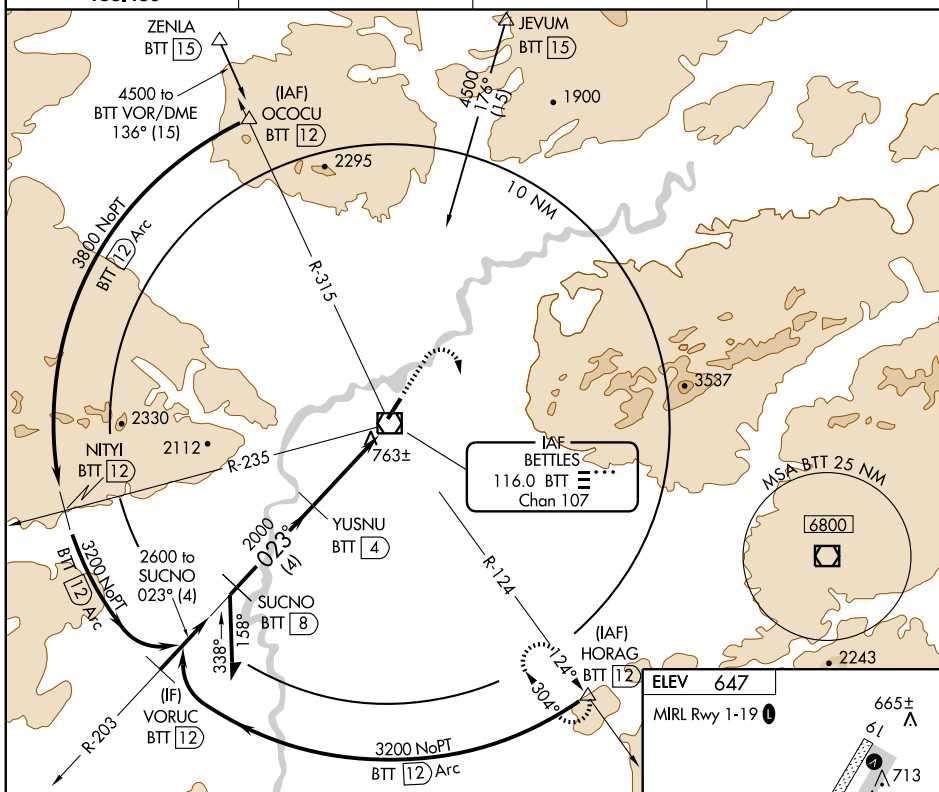 ZENLA
BTT 15
JEVUM
BTT 15
4500 to
BTT VOR/DME
136° (15)
(IAF)
OCOCU
BTT 12
4500
176°
(15)
1900
2295
10 NM
3800 NoPT
BTT 12 Arc
R-315
3537
2330
2112
NITYI
BTT 12
R-235
763±
IAF
BETTLES
116.0 BTT
Chan 107
MSA BTT 25 NM
6800
YUSNU
BTT 4
2000
023°
(4)
2600 to
SUCNO
023° (4)
3200 NoPT
BTT 12 Arc
R-124
SUCNO
BTT 8
338°
158°
(IAF)
HORAG
BTT 12
124°
304°
2243
(IF)
VORUC
BTT 12
R-203
3200 NoPT
BTT 12 Arc
ELEV 647
MIRL Rwy 1-19 L
665±
19
V
713